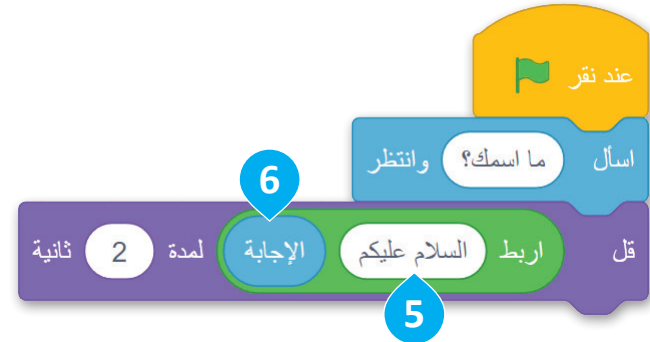 عند نقر
اسأل ما اسمك؟ وانتظر
6
قل اربط السلام عليكم الإجابة لمدة 2 ثانية
5